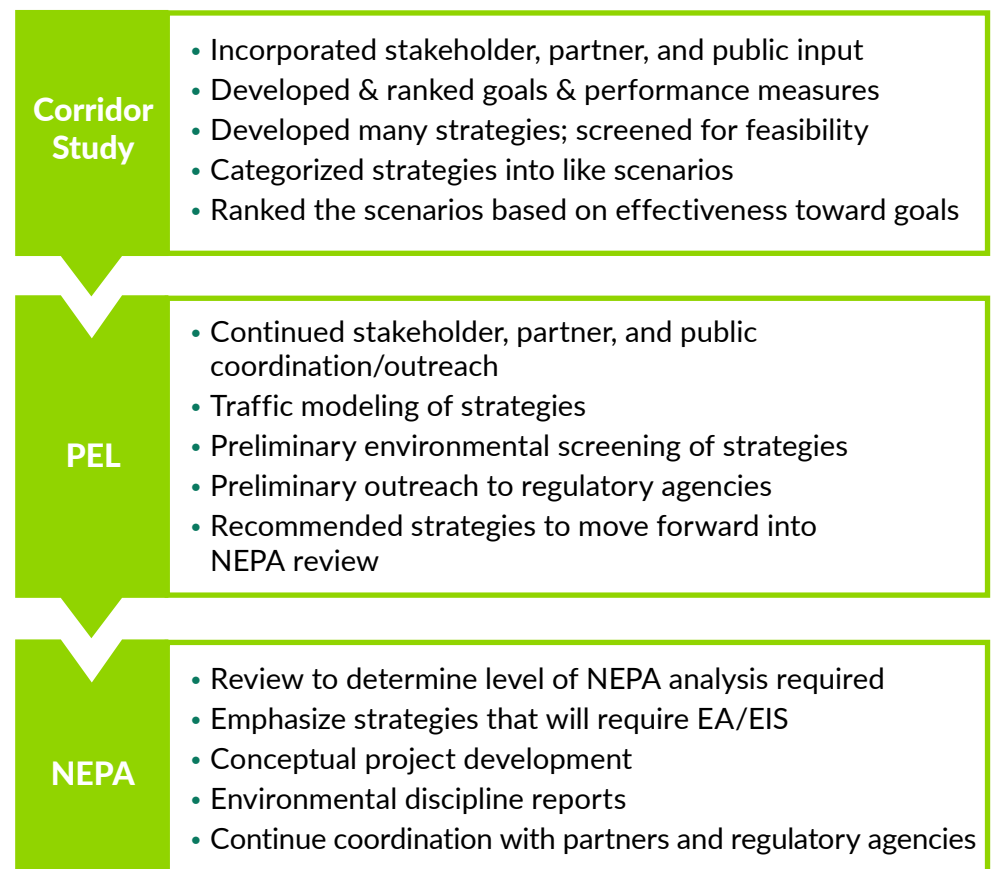 Corridor
Study
• Incorporated stakeholder, partner, and public input
• Developed & ranked goals & performance measures
• Developed many strategies; screened for feasibility
• Categorized strategies into like scenarios
• Ranked the scenarios based on effectiveness toward goals
PEL
• Continued stakeholder, partner, and public
coordination/outreach
• Traffic modeling of strategies
• Preliminary environmental screening of strategies
• Preliminary outreach to regulatory agencies
• Recommended strategies to move forward into
NEPA review
NEPA
• Review to determine level of NEPA analysis required
• Emphasize strategies that will require EA/EIS
• Conceptual project development
• Environmental discipline reports
• Continue coordination with partners and regulatory agencies